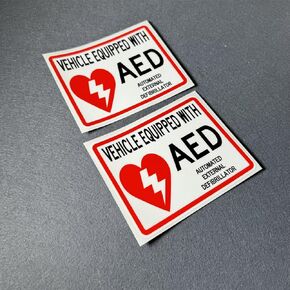 VEHICLE EQUIPPED WITH
AED
AUTOMATED
EXTERNAL
DEFIBRILLATOR
VEHICLE EQUIPPED WITH
AED
AUTOMATED
EXTERNAL
DEFIBRILLATOR